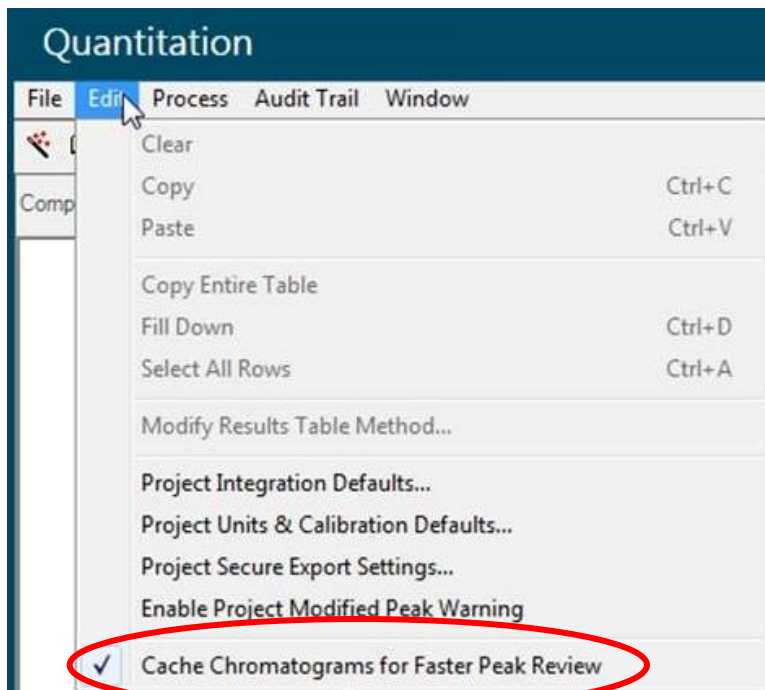 Quantitation
File Edit Process Audit Trail Window
Clear
Comp
Copy Ctrl+C
Paste Ctrl+V
Copy Entire Table
Fill Down Ctrl+D
Select All Rows Ctrl+A
Modify Results Table Method...
Project Integration Defaults...
Project Units & Calibration Defaults...
Project Secure Export Settings...
Enable Project Modified Peak Warning
Cache Chromatograms for Faster Peak Review